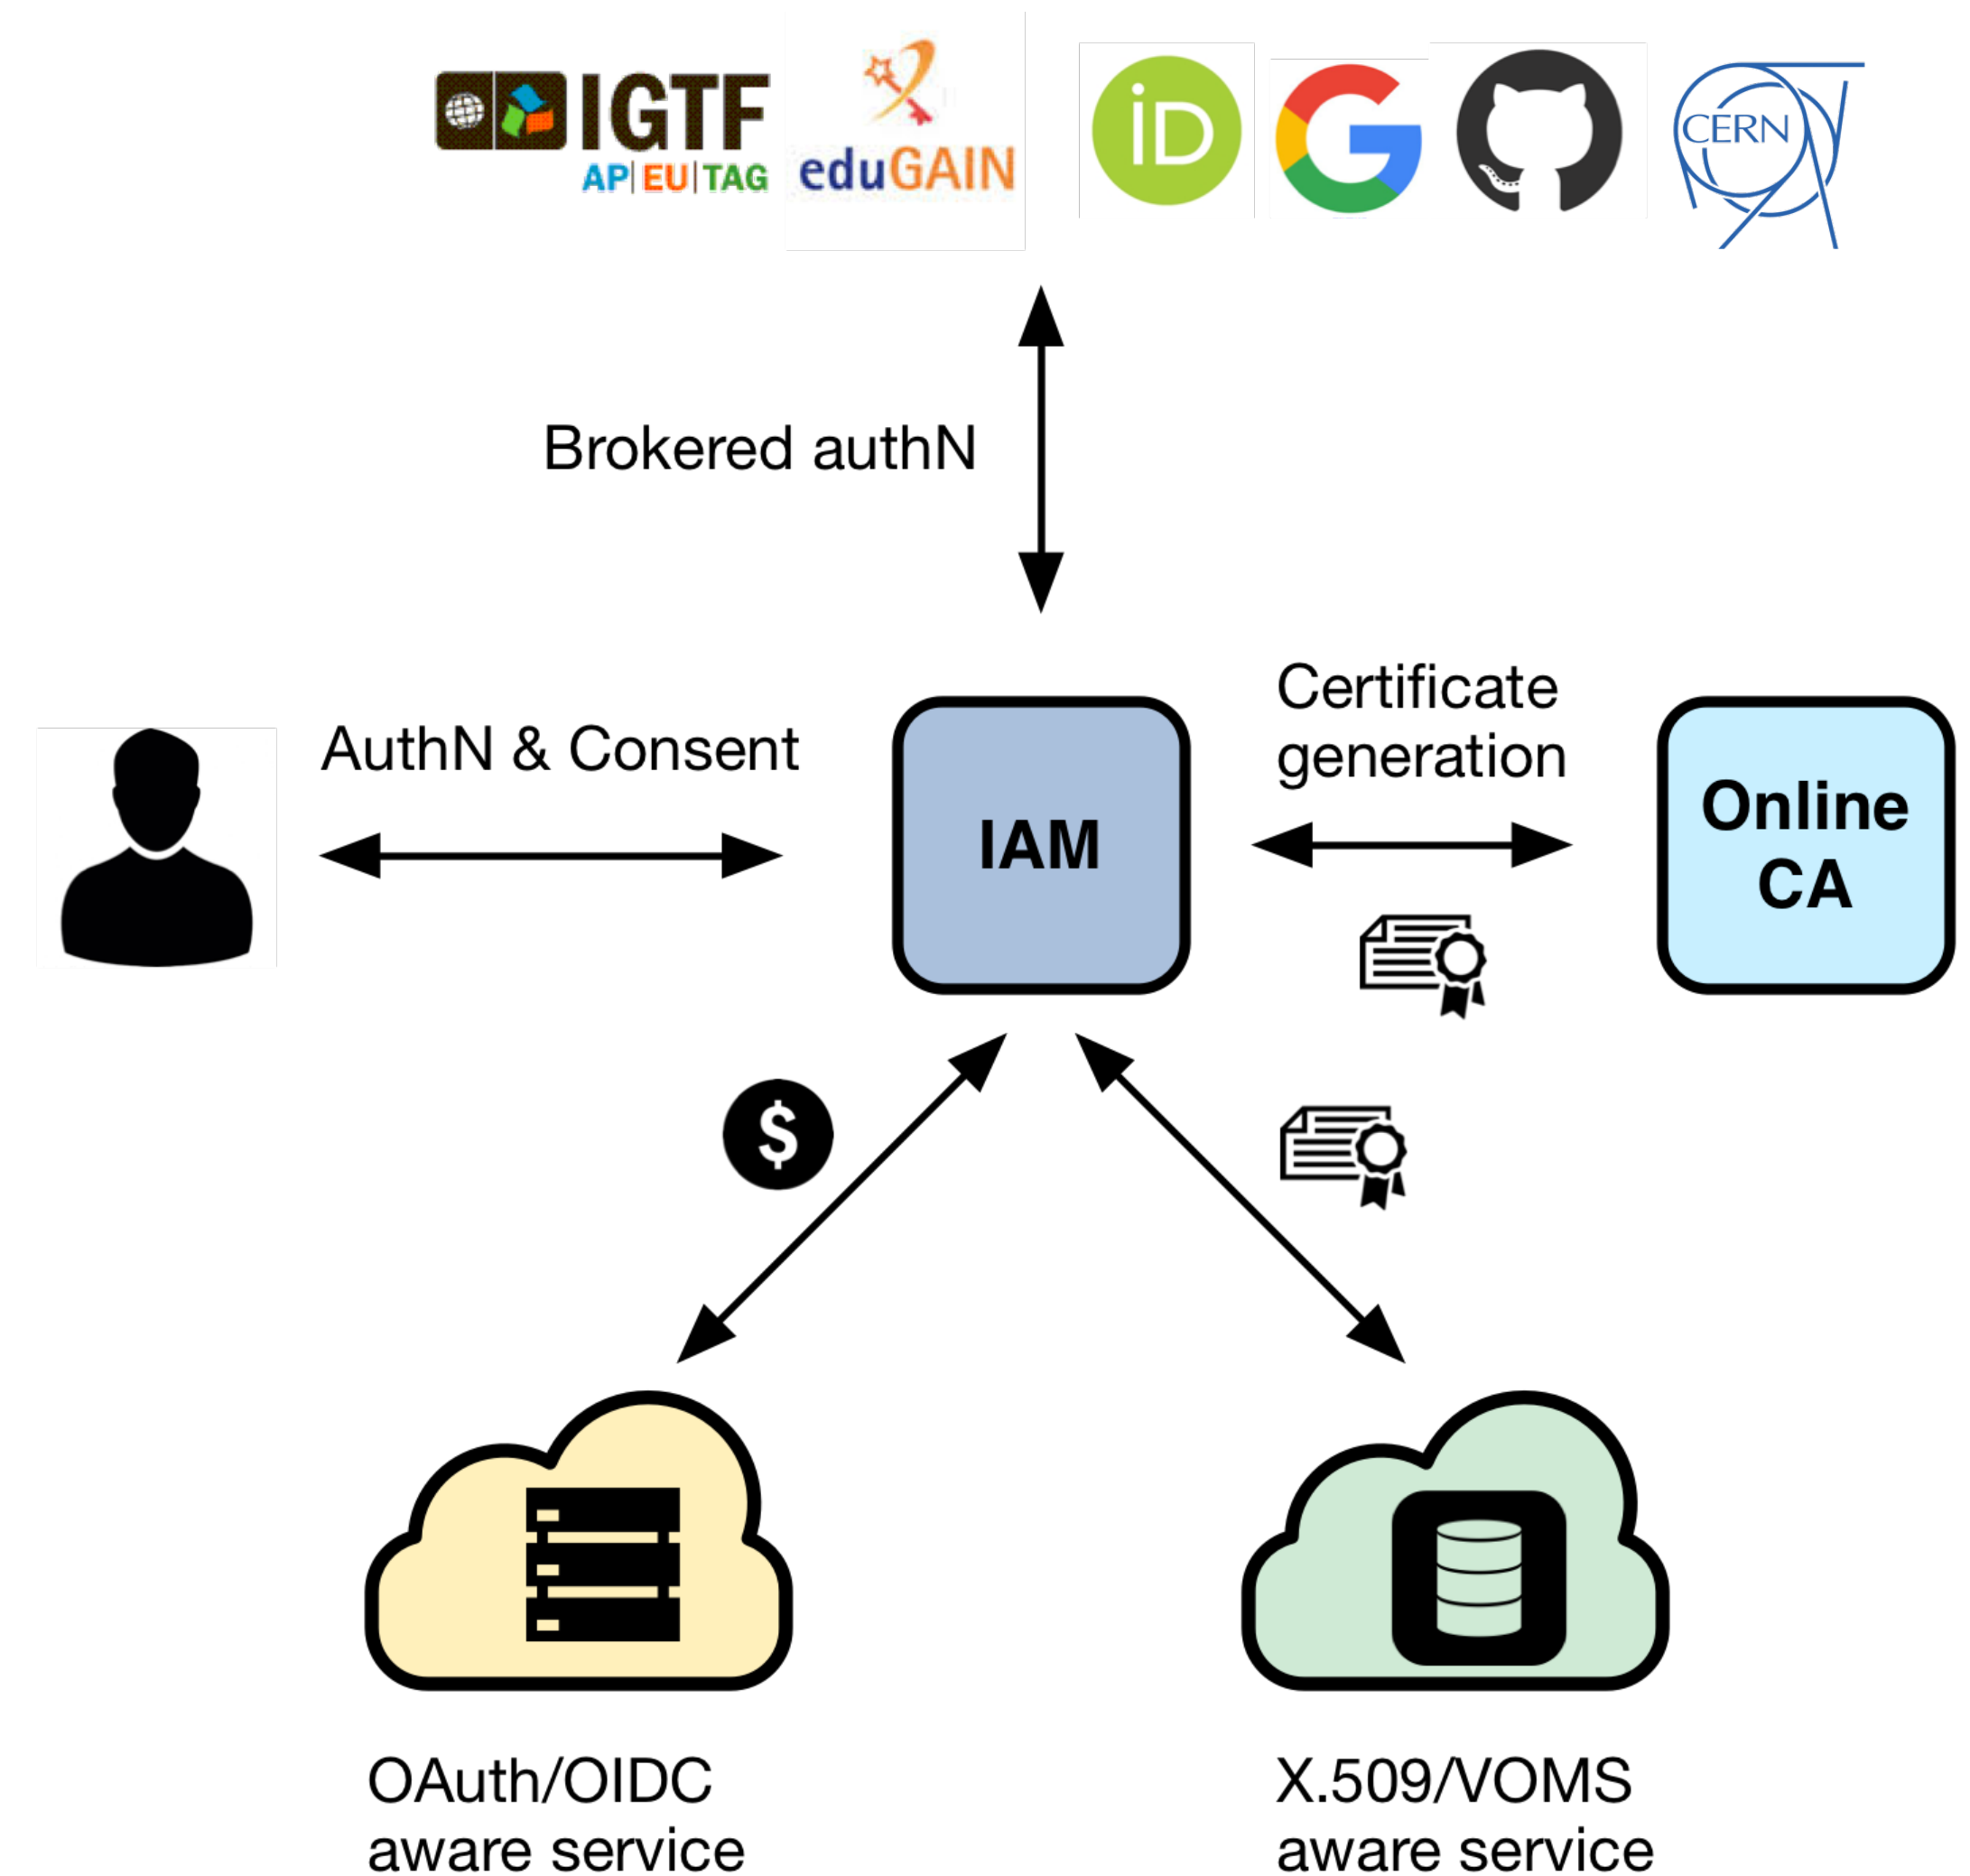 IGTF
AP|EU|TAG
eduGAIN
iD
CERN
Brokered authN
AuthN & Consent
Certificate
generation
IAM
Online
CA
$
OAuth/OIDC
aware service
X.509/VOMS
aware service